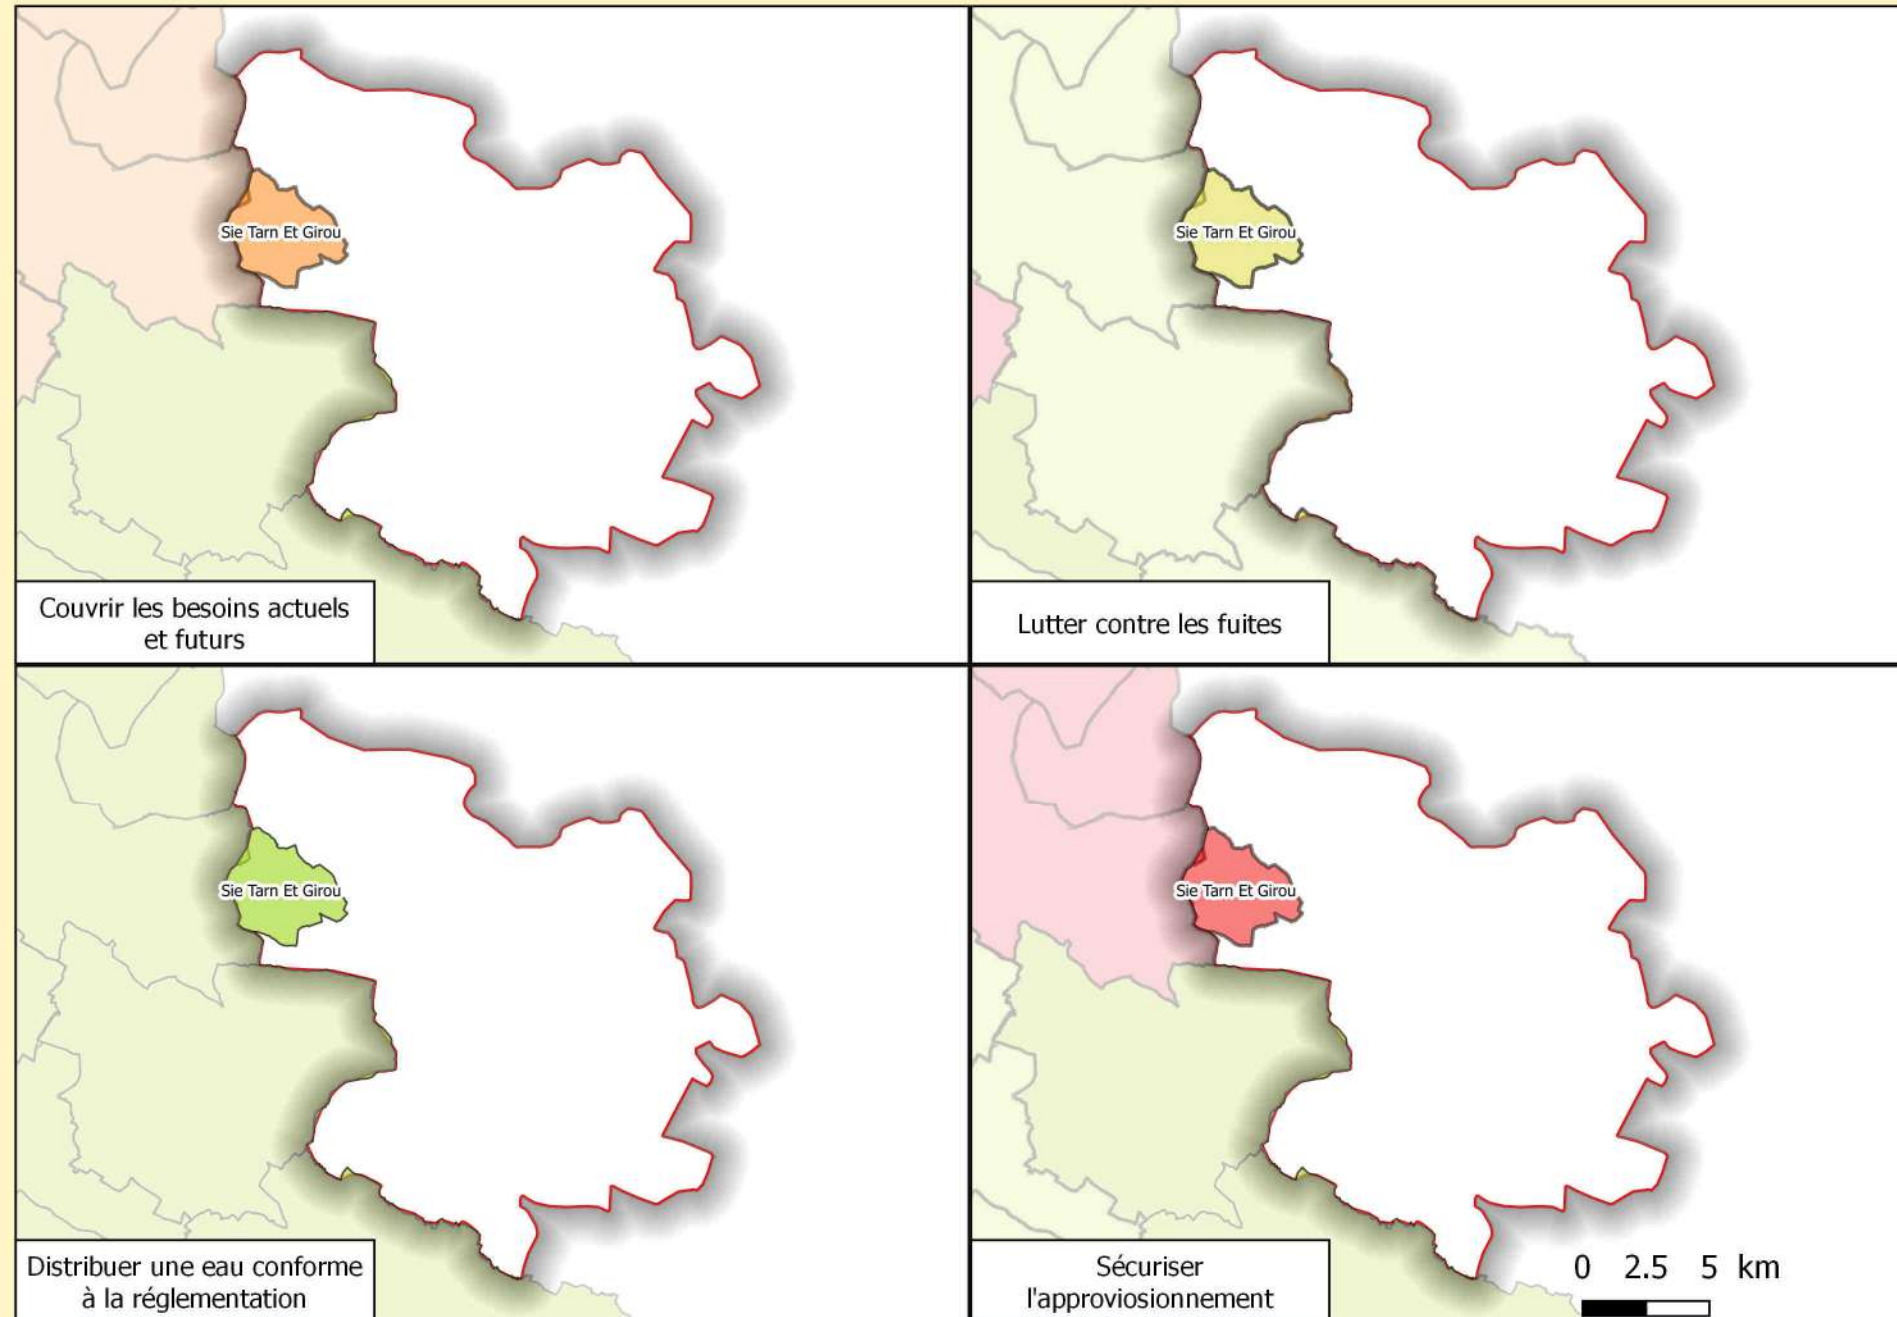 Sie Tarn Et Girou
Couvrir les besoins actuels
et futurs
Sie Tarn Et Girou
Lutter contre les fuites
Sie Tarn Et Girou
Distribuer une eau conforme
à la réglementation
Sie Tarn Et Girou
Sécuriser
l'approviosionnement
0 2.5 5 km